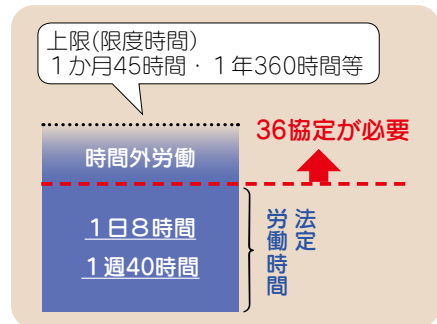 上限(限度時間)
１か月45時間・１年360時間等
36協定が必要
時間外労働
１日８時間
１週40時間
法定
労働時間